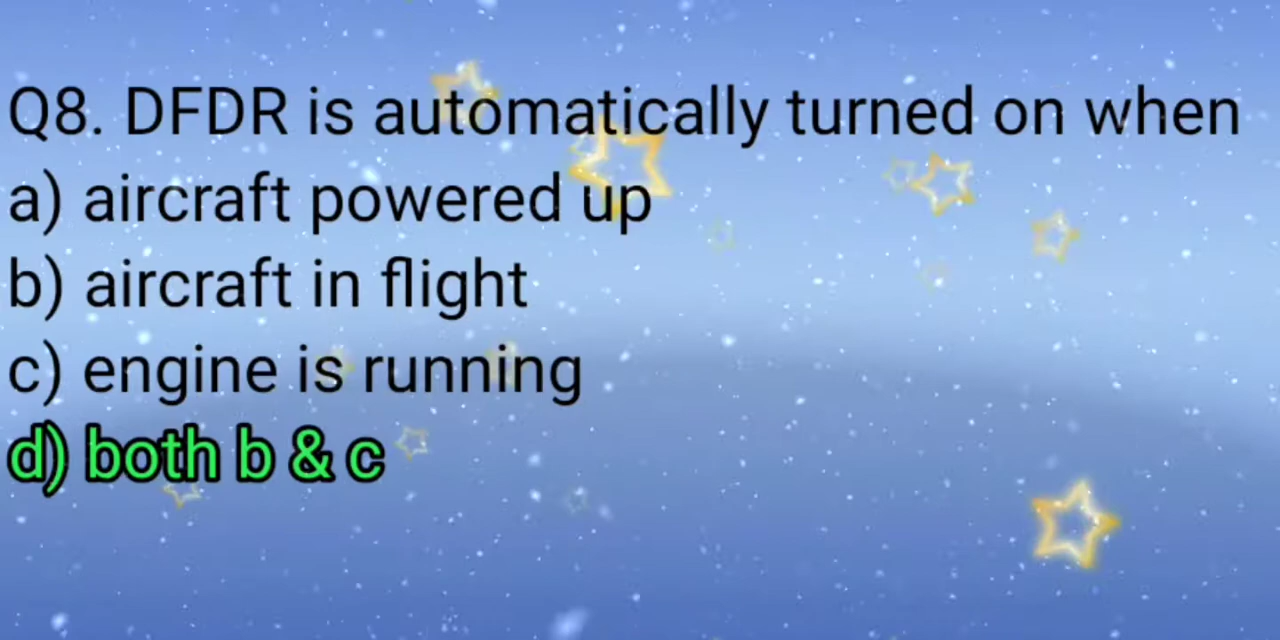 Q8. DFDR is automatically turned on when
a) aircraft powered up
b) aircraft in flight
c) engine is running
d) both b & c